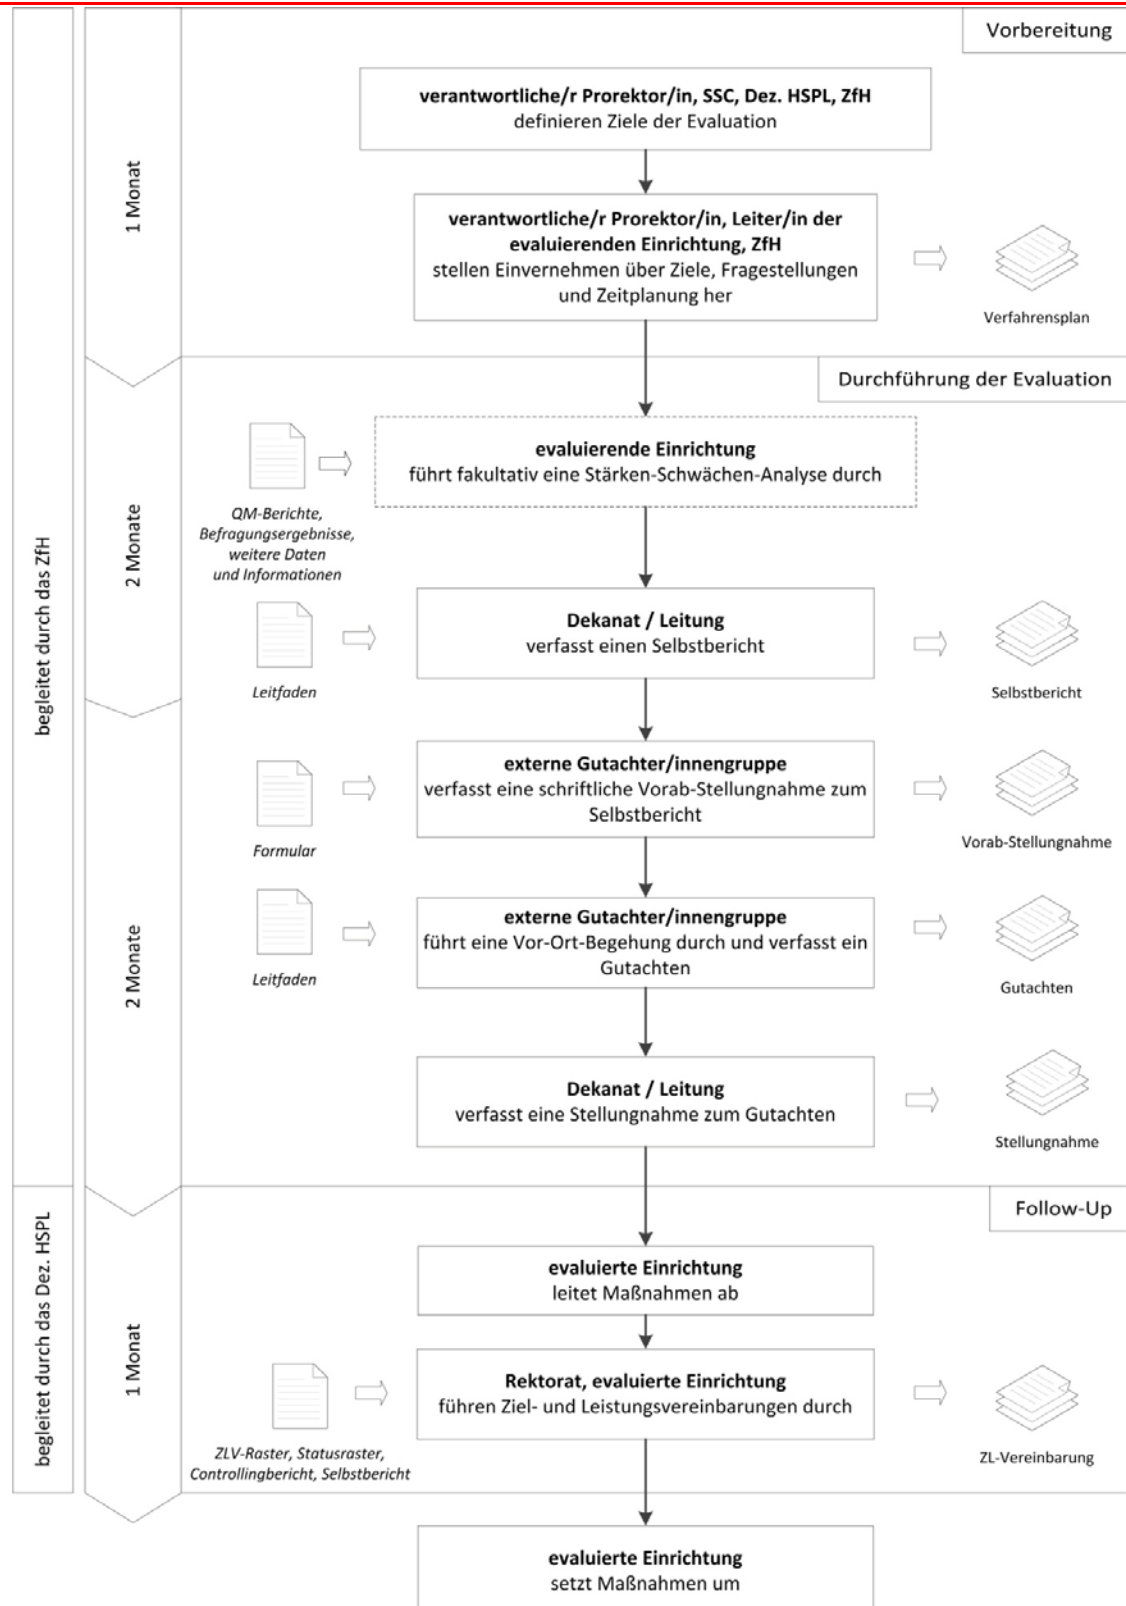 Vorbereitung
verantwortliche/r Prorektor/in, SSC, Dez. HSPL, ZfH
definieren Ziele der Evaluation
1 Monat
verantwortliche/r Prorektor/in, Leiter/in der
evaluierenden Einrichtung, ZfH
stellen Einvernehmen über Ziele, Fragestellungen
und Zeitplanung her
Verfahrensplan
begleitet durch das ZfH
Durchführung der Evaluation
2 Monate
evaluierende Einrichtung
führt fakultativ eine Stärken-Schwächen-Analyse durch
QM-Berichte,
Befragungsergebnisse,
weitere Daten
und Informationen
Dekanat / Leitung
verfasst einen Selbstbericht
Leitfaden
Selbstbericht
2 Monate
externe Gutachter/innengruppe
verfasst eine schriftliche Vorab-Stellungnahme zum
Selbstbericht
Formular
Vorab-Stellungnahme
externe Gutachter/innengruppe
führt eine Vor-Ort-Begehung durch und verfasst ein
Gutachten
Leitfaden
Gutachten
Dekanat / Leitung
verfasst eine Stellungnahme zum Gutachten
Stellungnahme
begleitet durch das Dez. HSPL
Follow-Up
1 Monat
evaluierte Einrichtung
leitet Maßnahmen ab
Rektorat, evaluierte Einrichtung
führen Ziel- und Leistungsvereinbarungen durch
ZLV-Raster, Statusraster,
Controllingbericht, Selbstbericht
ZL-Vereinbarung
evaluierte Einrichtung
setzt Maßnahmen um